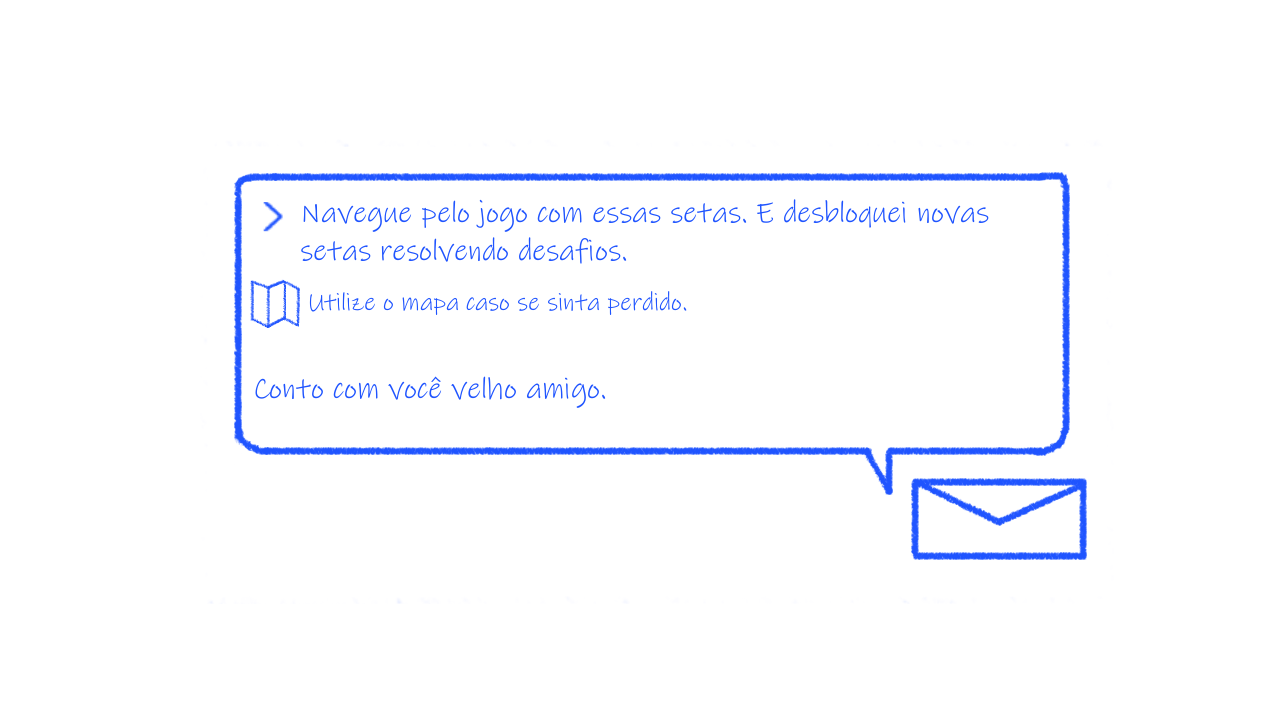 Navegue pelo jogo com essas setas. E desbloquei novas
setas resolvendo desafios.
Utilize o mapa caso se sinta perdido.
Conto com você velho amigo.